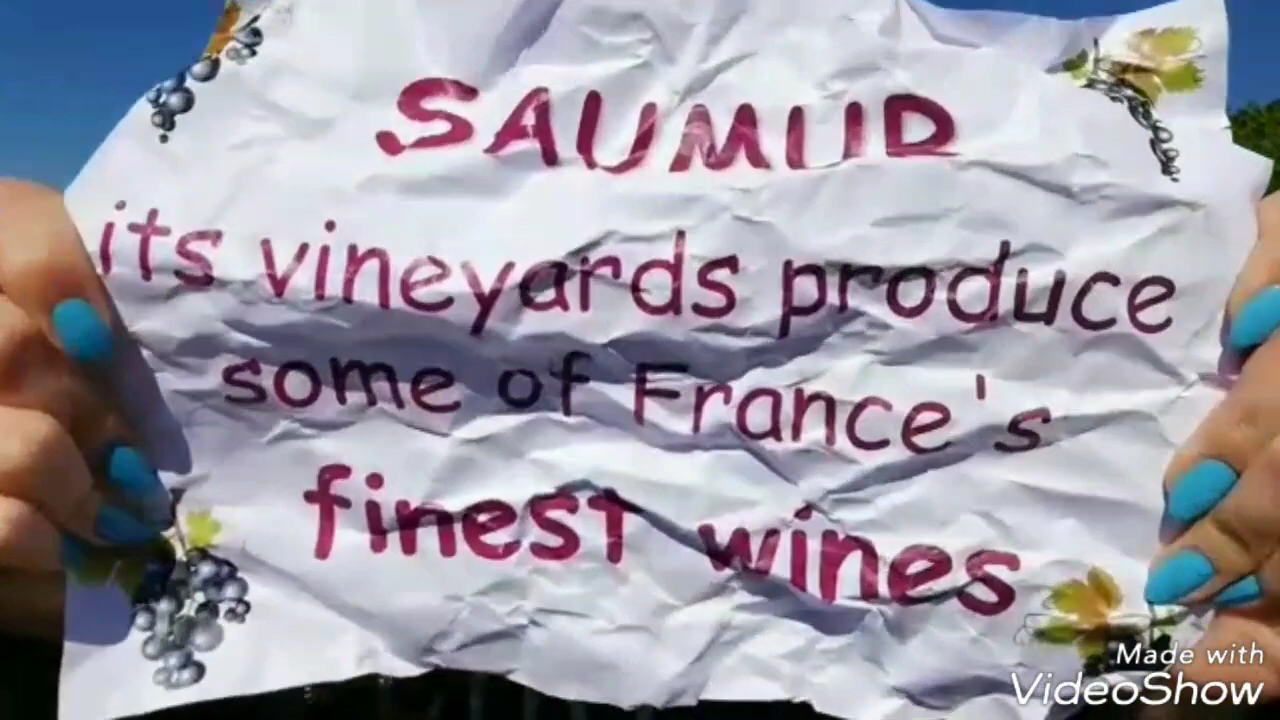 SAUMUR
its vineyards produce
some of France's
finest wines
Made with
VideoShow